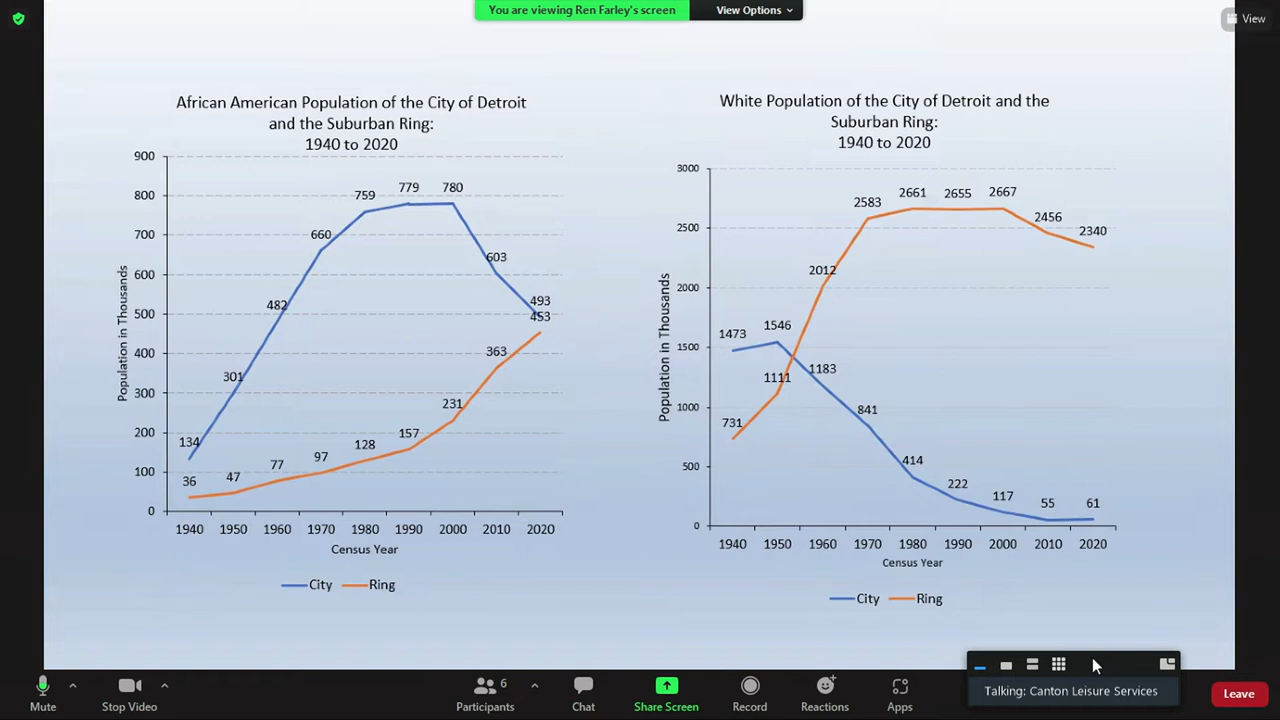 You are viewing Ren Farley's screen
View Options
View
African American Population of the City of Detroit
and the Suburban Ring:
1940 to 2020
900
800
700
600
500
400
300
200
100
0
Population in Thousands
134
301
482
660
759
779
780
603
493
36
47
77
97
128
157
231
363
453
1940 1950 1960 1970 1980 1990 2000 2010 2020
Census Year
City Ring
White Population of the City of Detroit and the
Suburban Ring:
1940 to 2020
3000
2500
2000
1500
1000
500
0
Population in Thousands
1473
1546
1183
841
414
222
117
55
61
731
1111
2012
2583
2661
2655
2667
2456
2340
1940 1950 1960 1970 1980 1990 2000 2010 2020
Census Year
City Ring
Talking: Canton Leisure Services
6
Mute
Stop Video
Participants
Chat
Share Screen
Record
Reactions
Apps
Leave